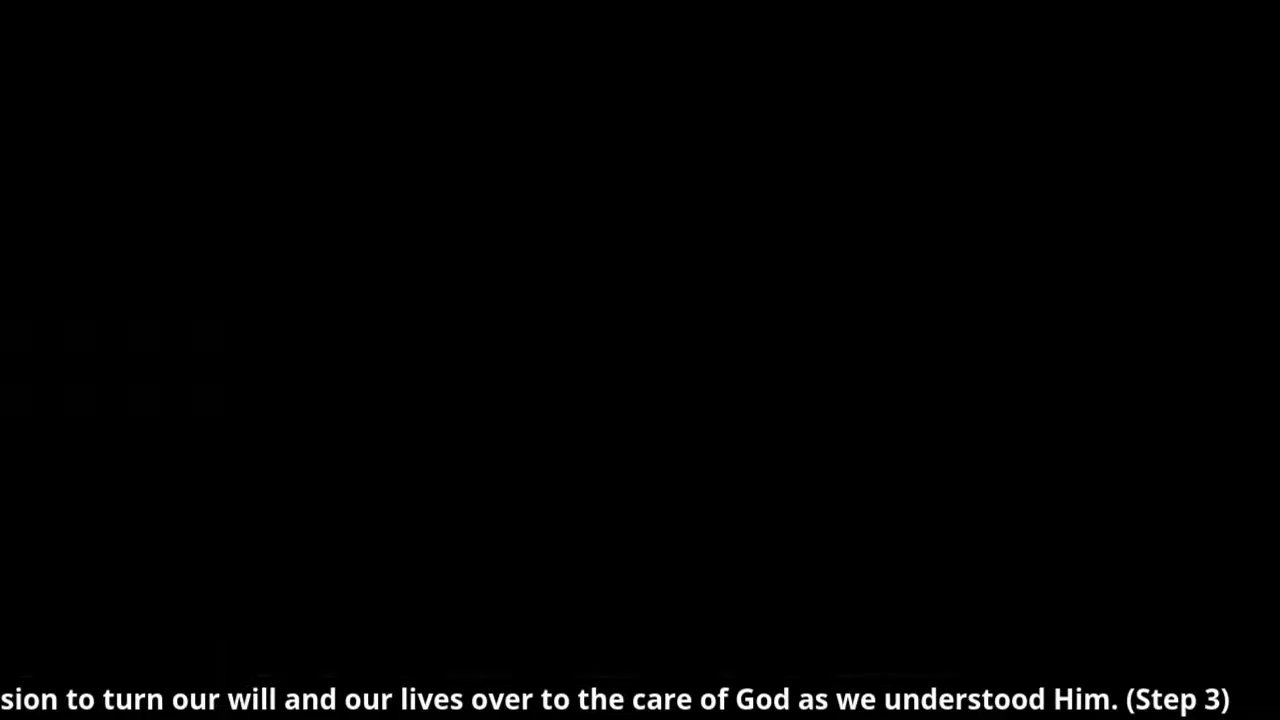 sion to turn our will and our lives over to the care of God as we understood Him. (Step 3)